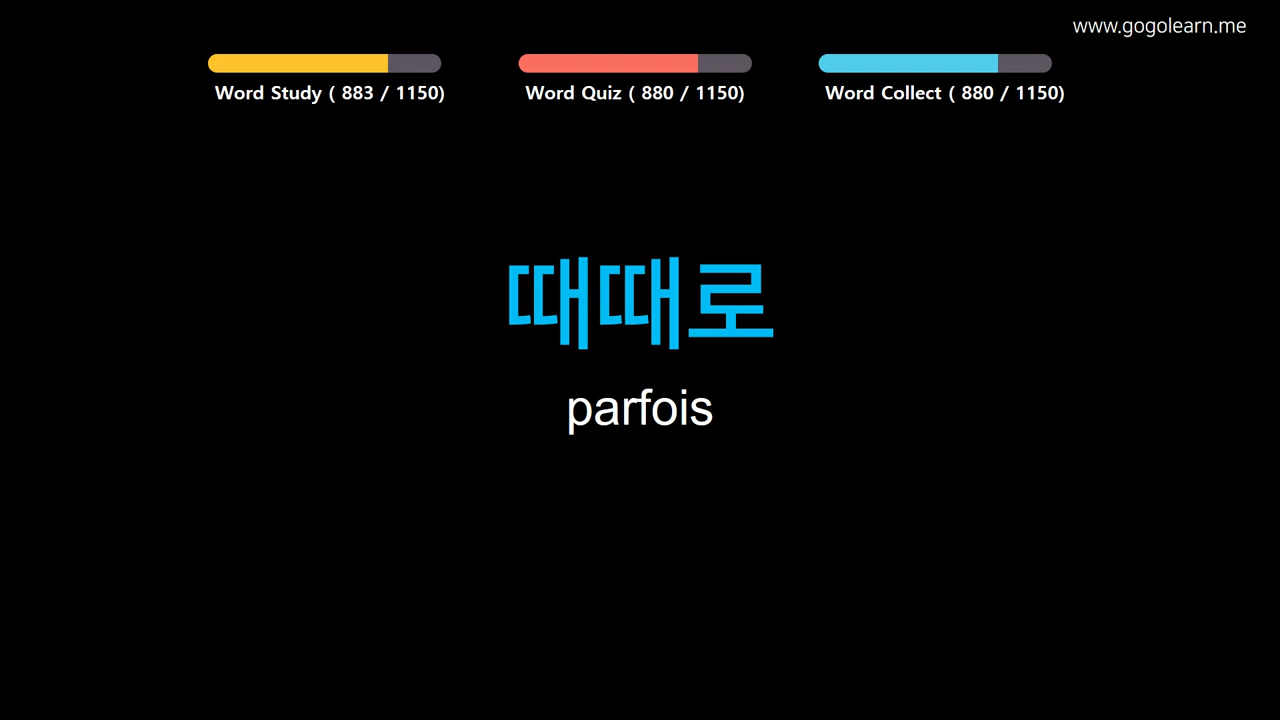 www.gogolearn.me
Word Study ( 883 / 1150)
Word Quiz ( 880 / 1150)
Word Collect ( 880 / 1150)
때때로
parfois